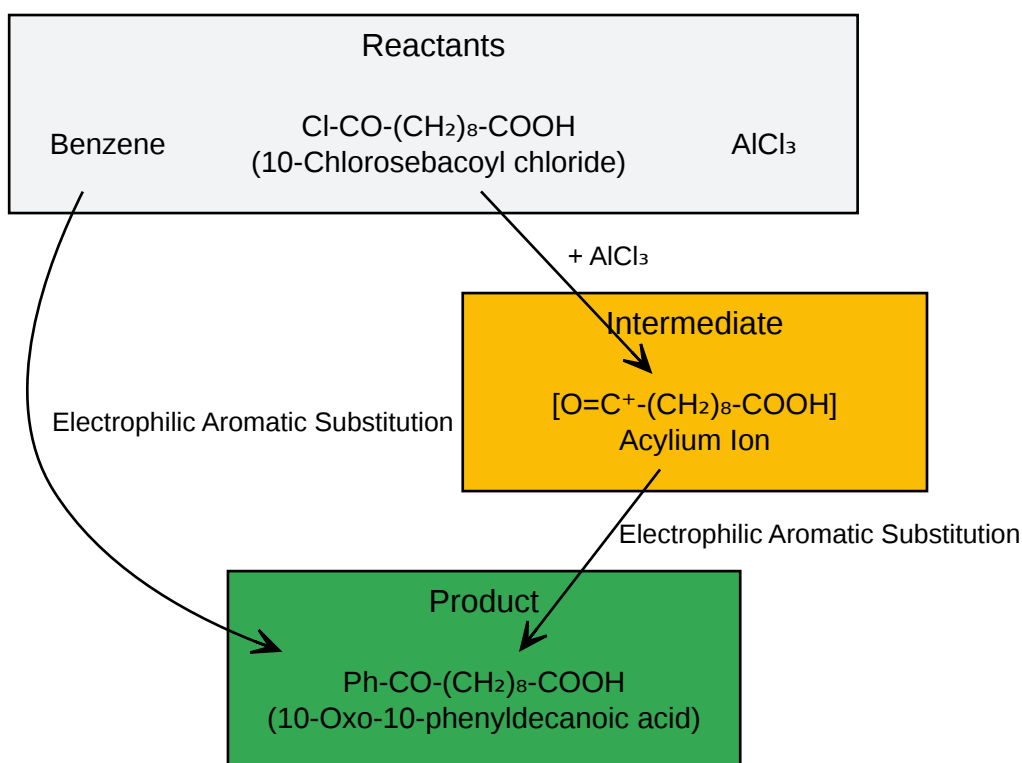 Reactants
Benzene
Cl-CO-(CH₂)₈-COOH
(10-Chlorosebacoyl chloride)
AlCl₃
+ AlCl₃
Intermediate
[O=C⁺-(CH₂)₈-COOH]
Acylium Ion
Electrophilic Aromatic Substitution
Electrophilic Aromatic Substitution
Product
Ph-CO-(CH₂)₈-COOH
(10-Oxo-10-phenyldecanoic acid)